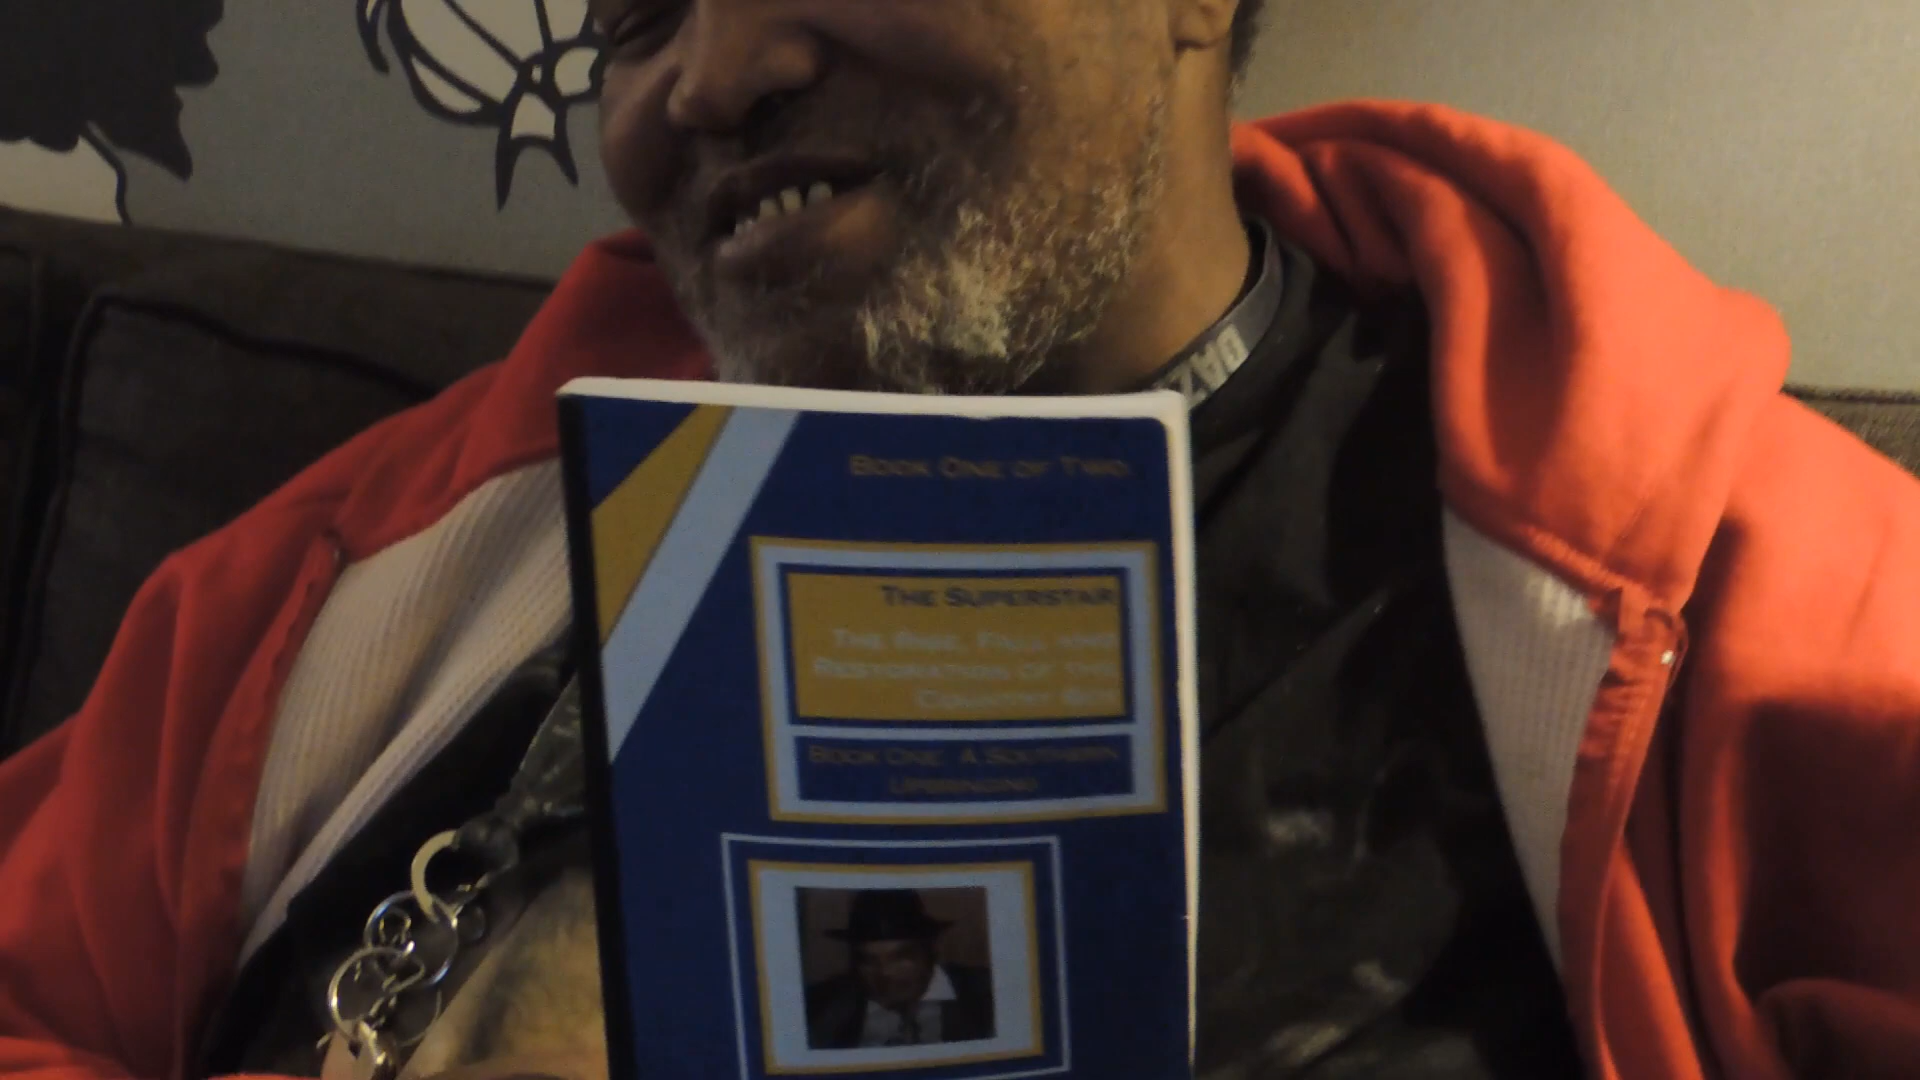 BOOK ONE OF TWO
THE SUPERSTAR
THE RISE, FALL AND
RESTORATION OF THE
COUNTRY BOY
BOOK ONE: A SOUTHERN
UPBRINGING